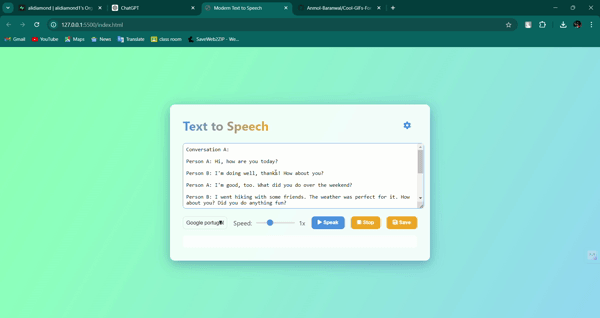 alidiamond | alidiamond1's Org
ChatGPT
Modern Text to Speech
Anmol-Baranwal/Cool-GIFs-For
127.0.0.1:5500/index.html
Gmail
YouTube
Maps
News
Translate
class room
SaveWeb2ZIP - We...
Text to Speech
Conversation A:
Person A: Hi, how are you today?
Person B: I'm doing well, thanks! How about you?
Person A: I'm good, too. What did you do over the weekend?
Person B: I went hiking with some friends. The weather was perfect for it. How
about you? Did you do anything fun?
Google portugu
Speed:
1x
Speak
Stop
Save